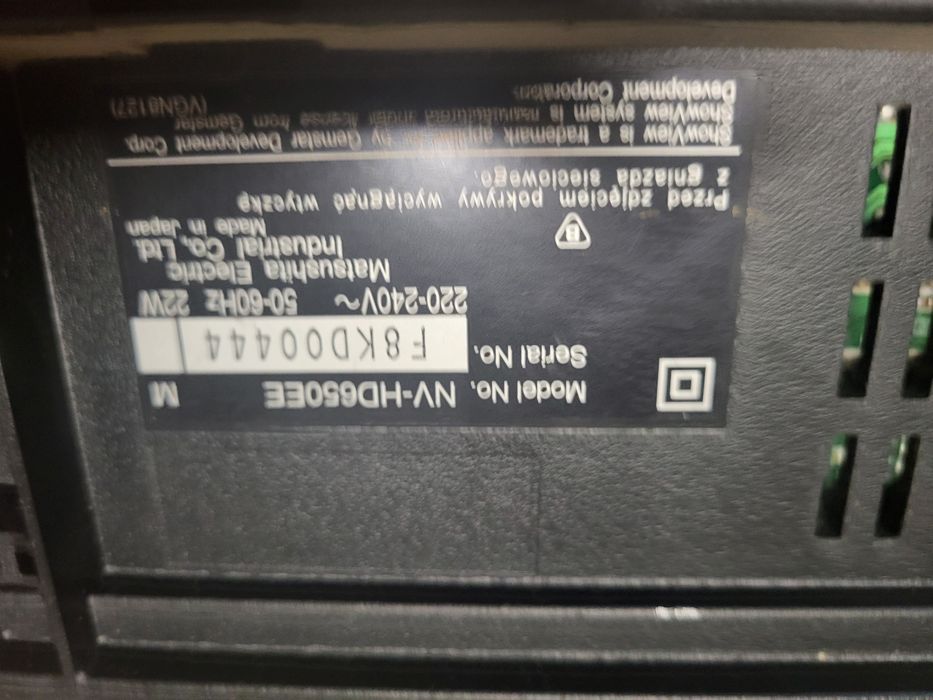 Model No. NV-HD650EE M
Serial No. F8KD00444
220-240V~ 50-60Hz 22W
Matsushita Electric
Industrial Co., Ltd.
Made in Japan
B
Przed zdjęciem pokrywy wyciągnąć wtyczkę
z gniazda sieciowego.
ShowView is a trademark applied for by Gemstar Development Corp.
ShowView system is manufactured under license from Gemstar
Development Corporation. (VGN8127)